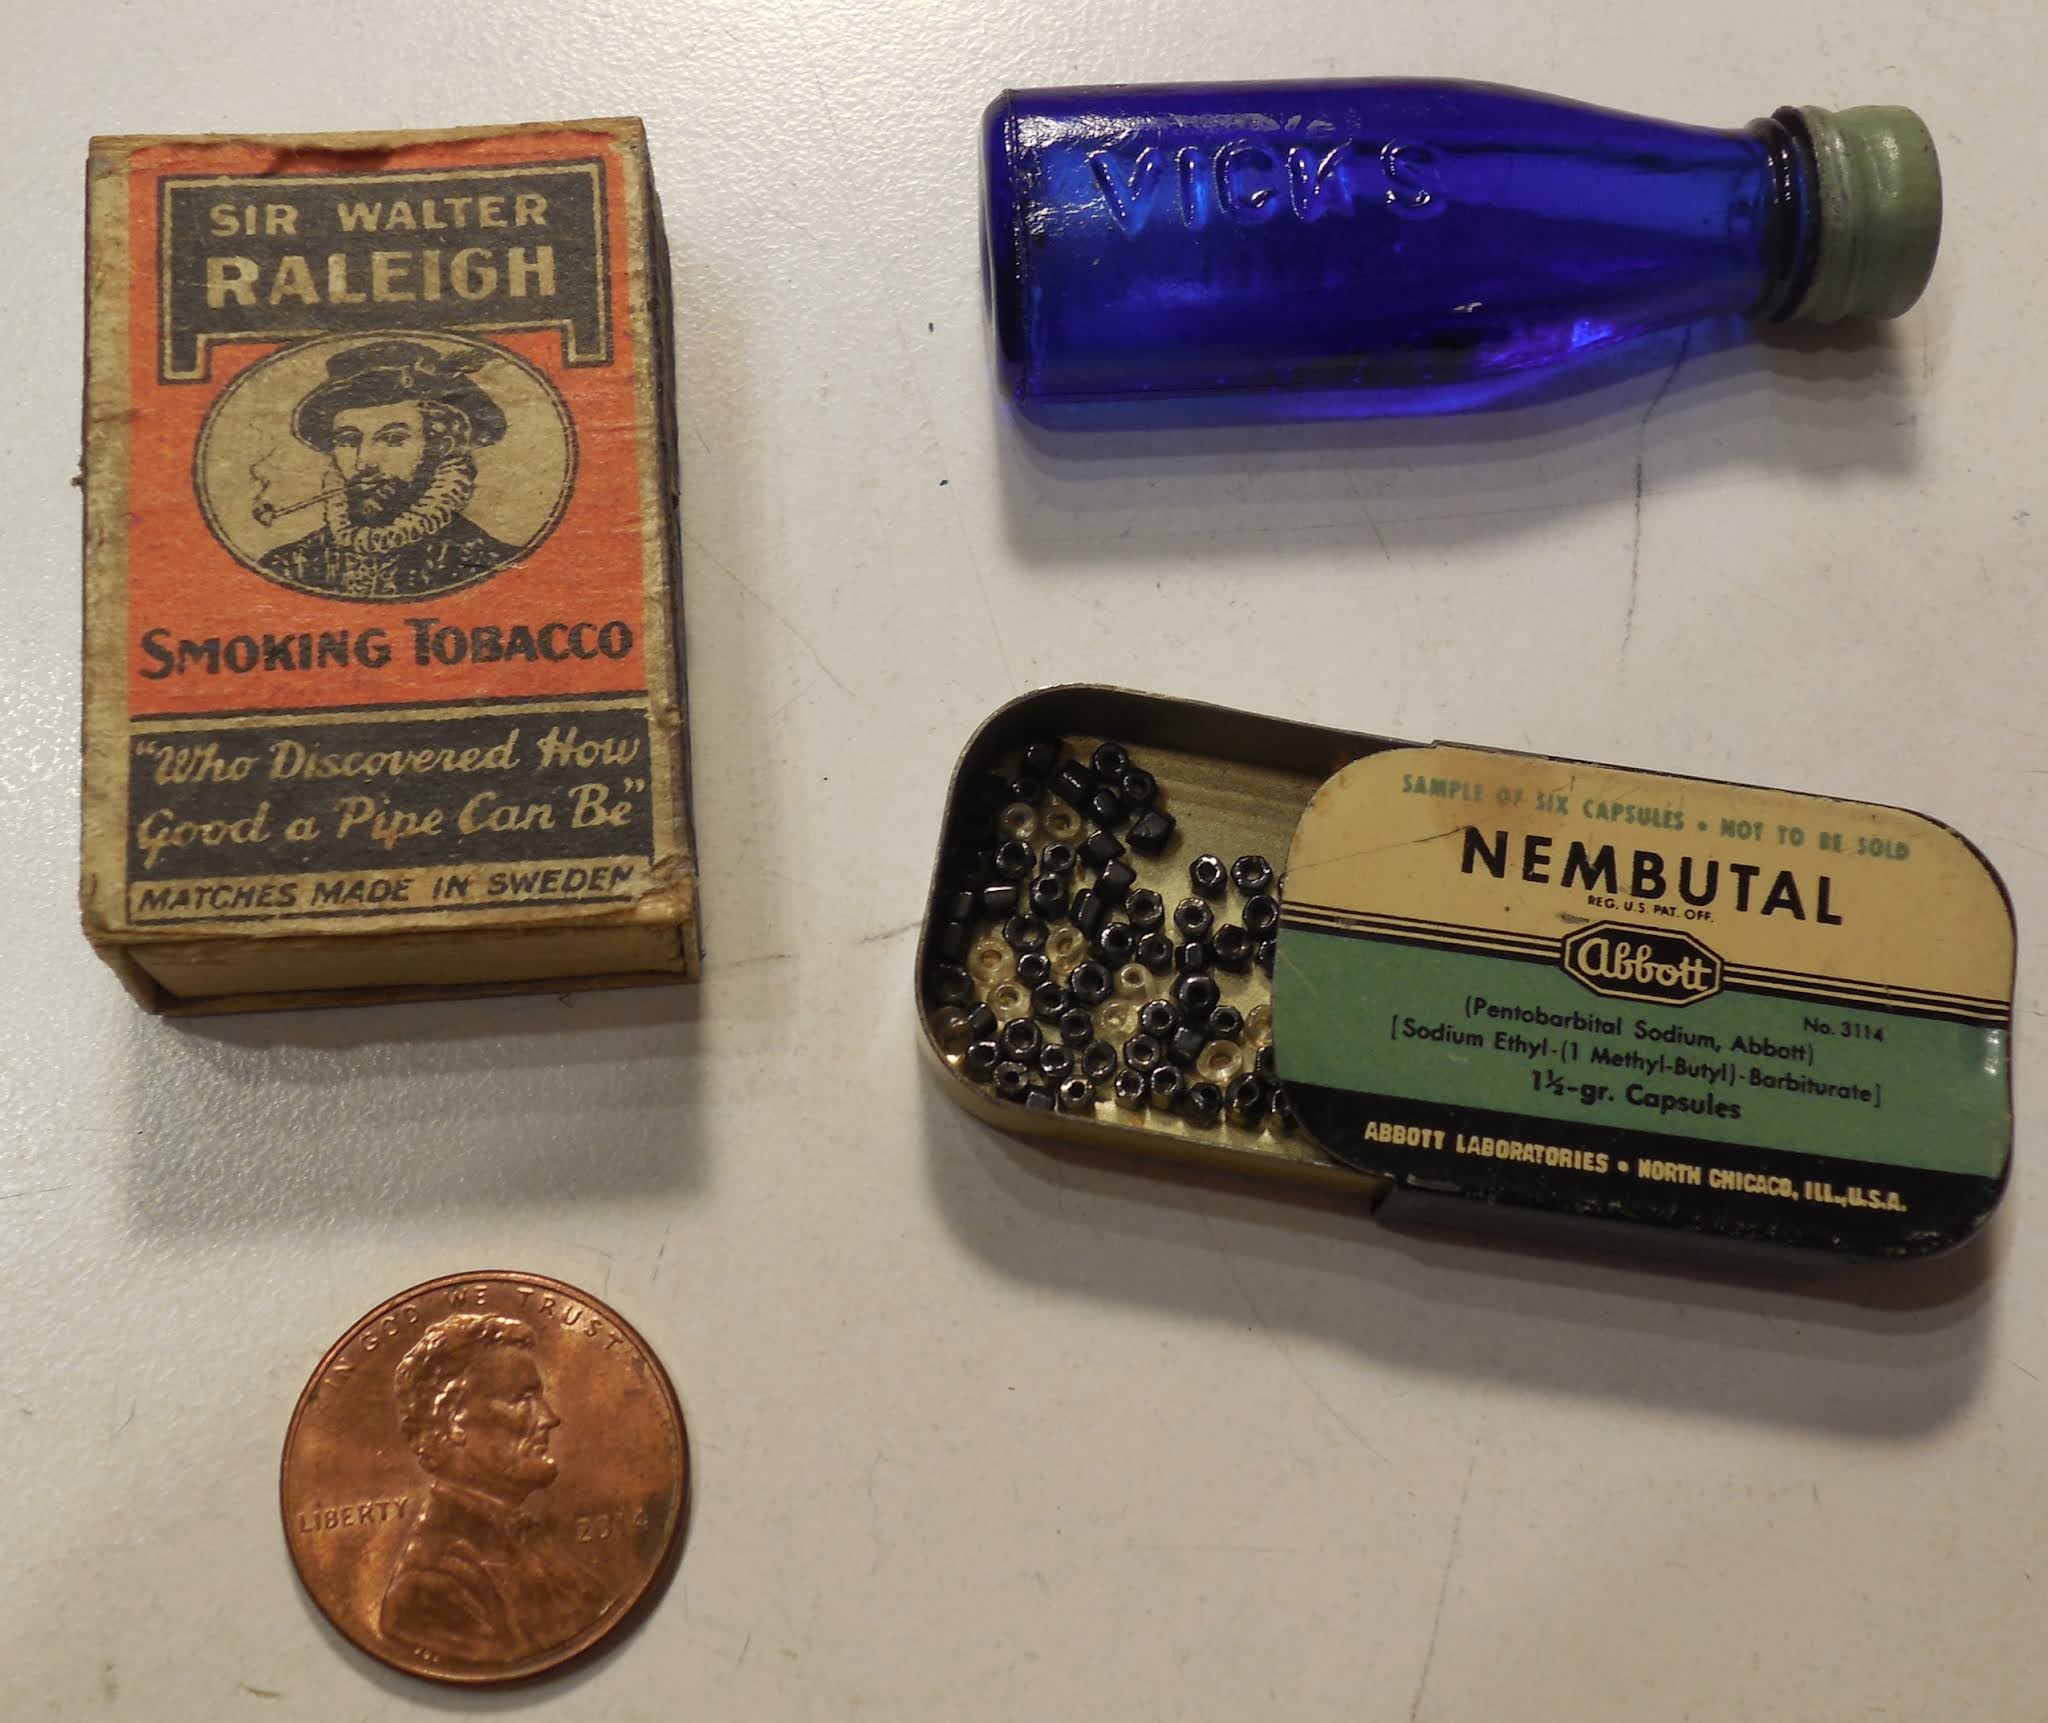 SIR WALTER
RALEIGH
SMOKING TOBACCO
"Who Discovered How
Good a Pipe Can Be"
MATCHES MADE IN SWEDEN
VICKS
SAMPLE OF SIX CAPSULES • NOT TO BE SOLD
NEMBUTAL
REG. U.S. PAT. OFF.
Abbott
No. 3114
(Pentobarbital Sodium, Abbott)
[Sodium Ethyl-(1 Methyl-Butyl)-Barbiturate]
1½-gr. Capsules
ABBOTT LABORATORIES • NORTH CHICAGO, ILL., U.S.A.
IN GOD WE TRUST
LIBERTY
2014